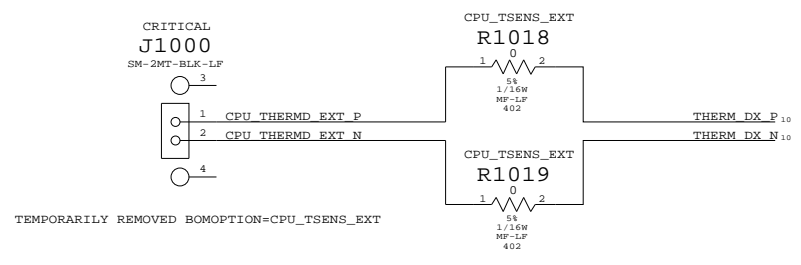 CRITICAL
J1000
SM-2MT-BLK-LF
3
1 CPU_THERMD_EXT_P
2 CPU_THERMD_EXT_N
4
TEMPORARILY REMOVED BOMOPTION=CPU_TSENS_EXT
CPU_TSENS_EXT
R1018
0
1 2
5%
1/16W
MF-LF
402
CPU_TSENS_EXT
R1019
0
1 2
5%
1/16W
MF-LF
402
THERM_DX_P 10
THERM_DX_N 10